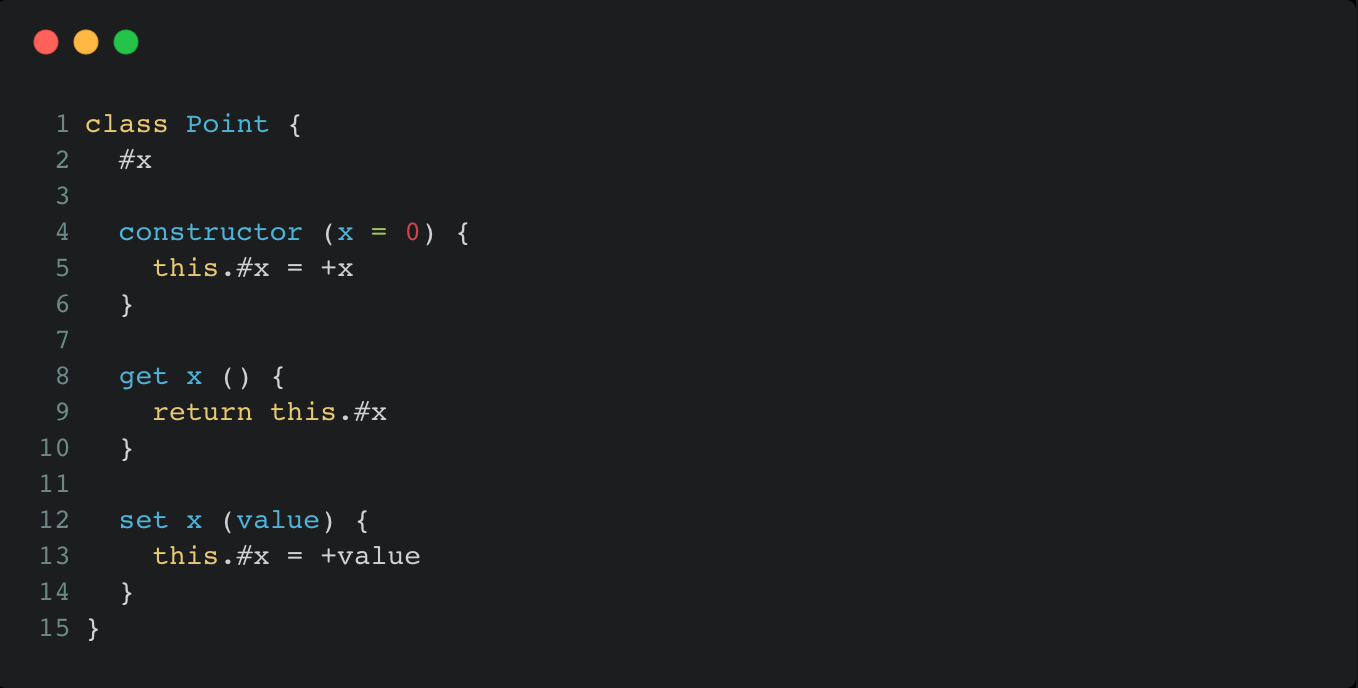 1 class Point {
2   #x
3
4   constructor (x = 0) {
5     this.#x = +x
6   }
7
8   get x () {
9     return this.#x
10   }
11
12   set x (value) {
13     this.#x = +value
14   }
15 }